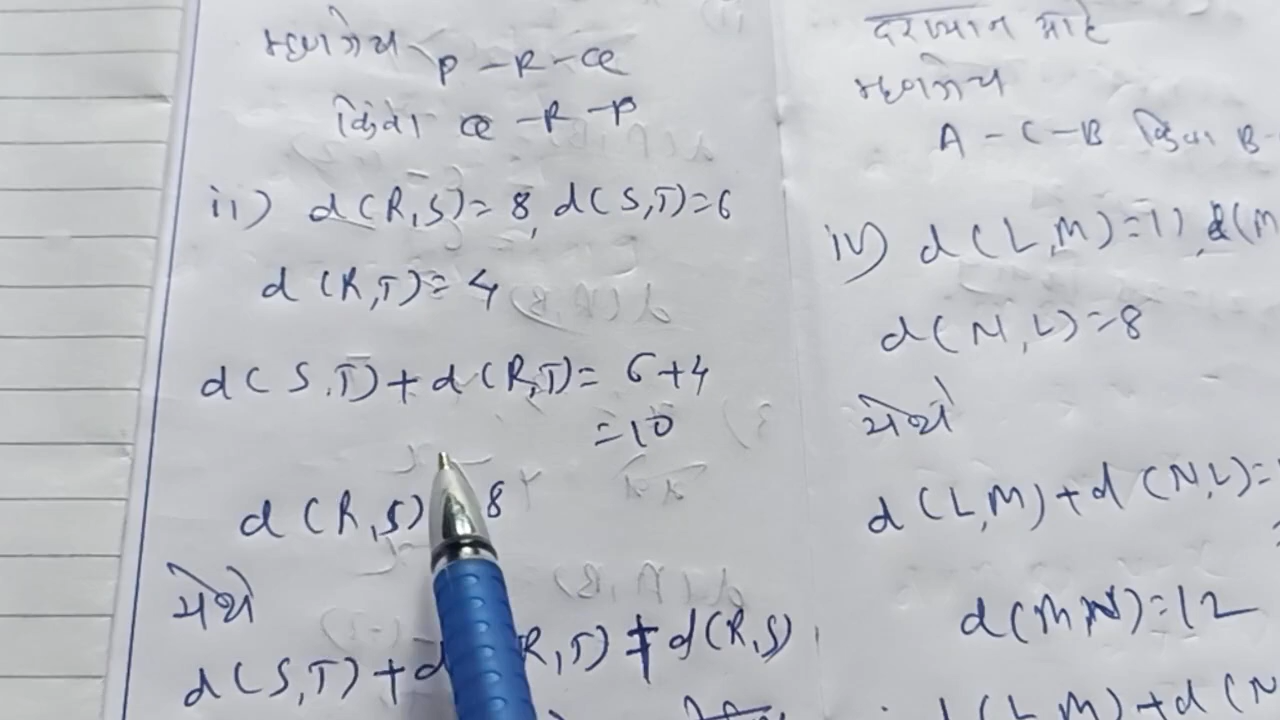 म्हणजेच P - R - Q
किंवा Q - R - P
ii) d(R,S)= 8, d(S,T)=6
d(R,T)= 4
d(S,T)+d(R,T)= 6+4
=10
d(R,S) 8
येथे
d(S,T)+d R,T) ≠ d(R,S)
दरम्यान आहे
म्हणजेच
A - C - B किंवा B-
iv) d(L,M)=11, d(M
d(N,L)=8
येथे
d(L,M)+d(N,L)=
d(M,N)=12
d(L,M)+d(N